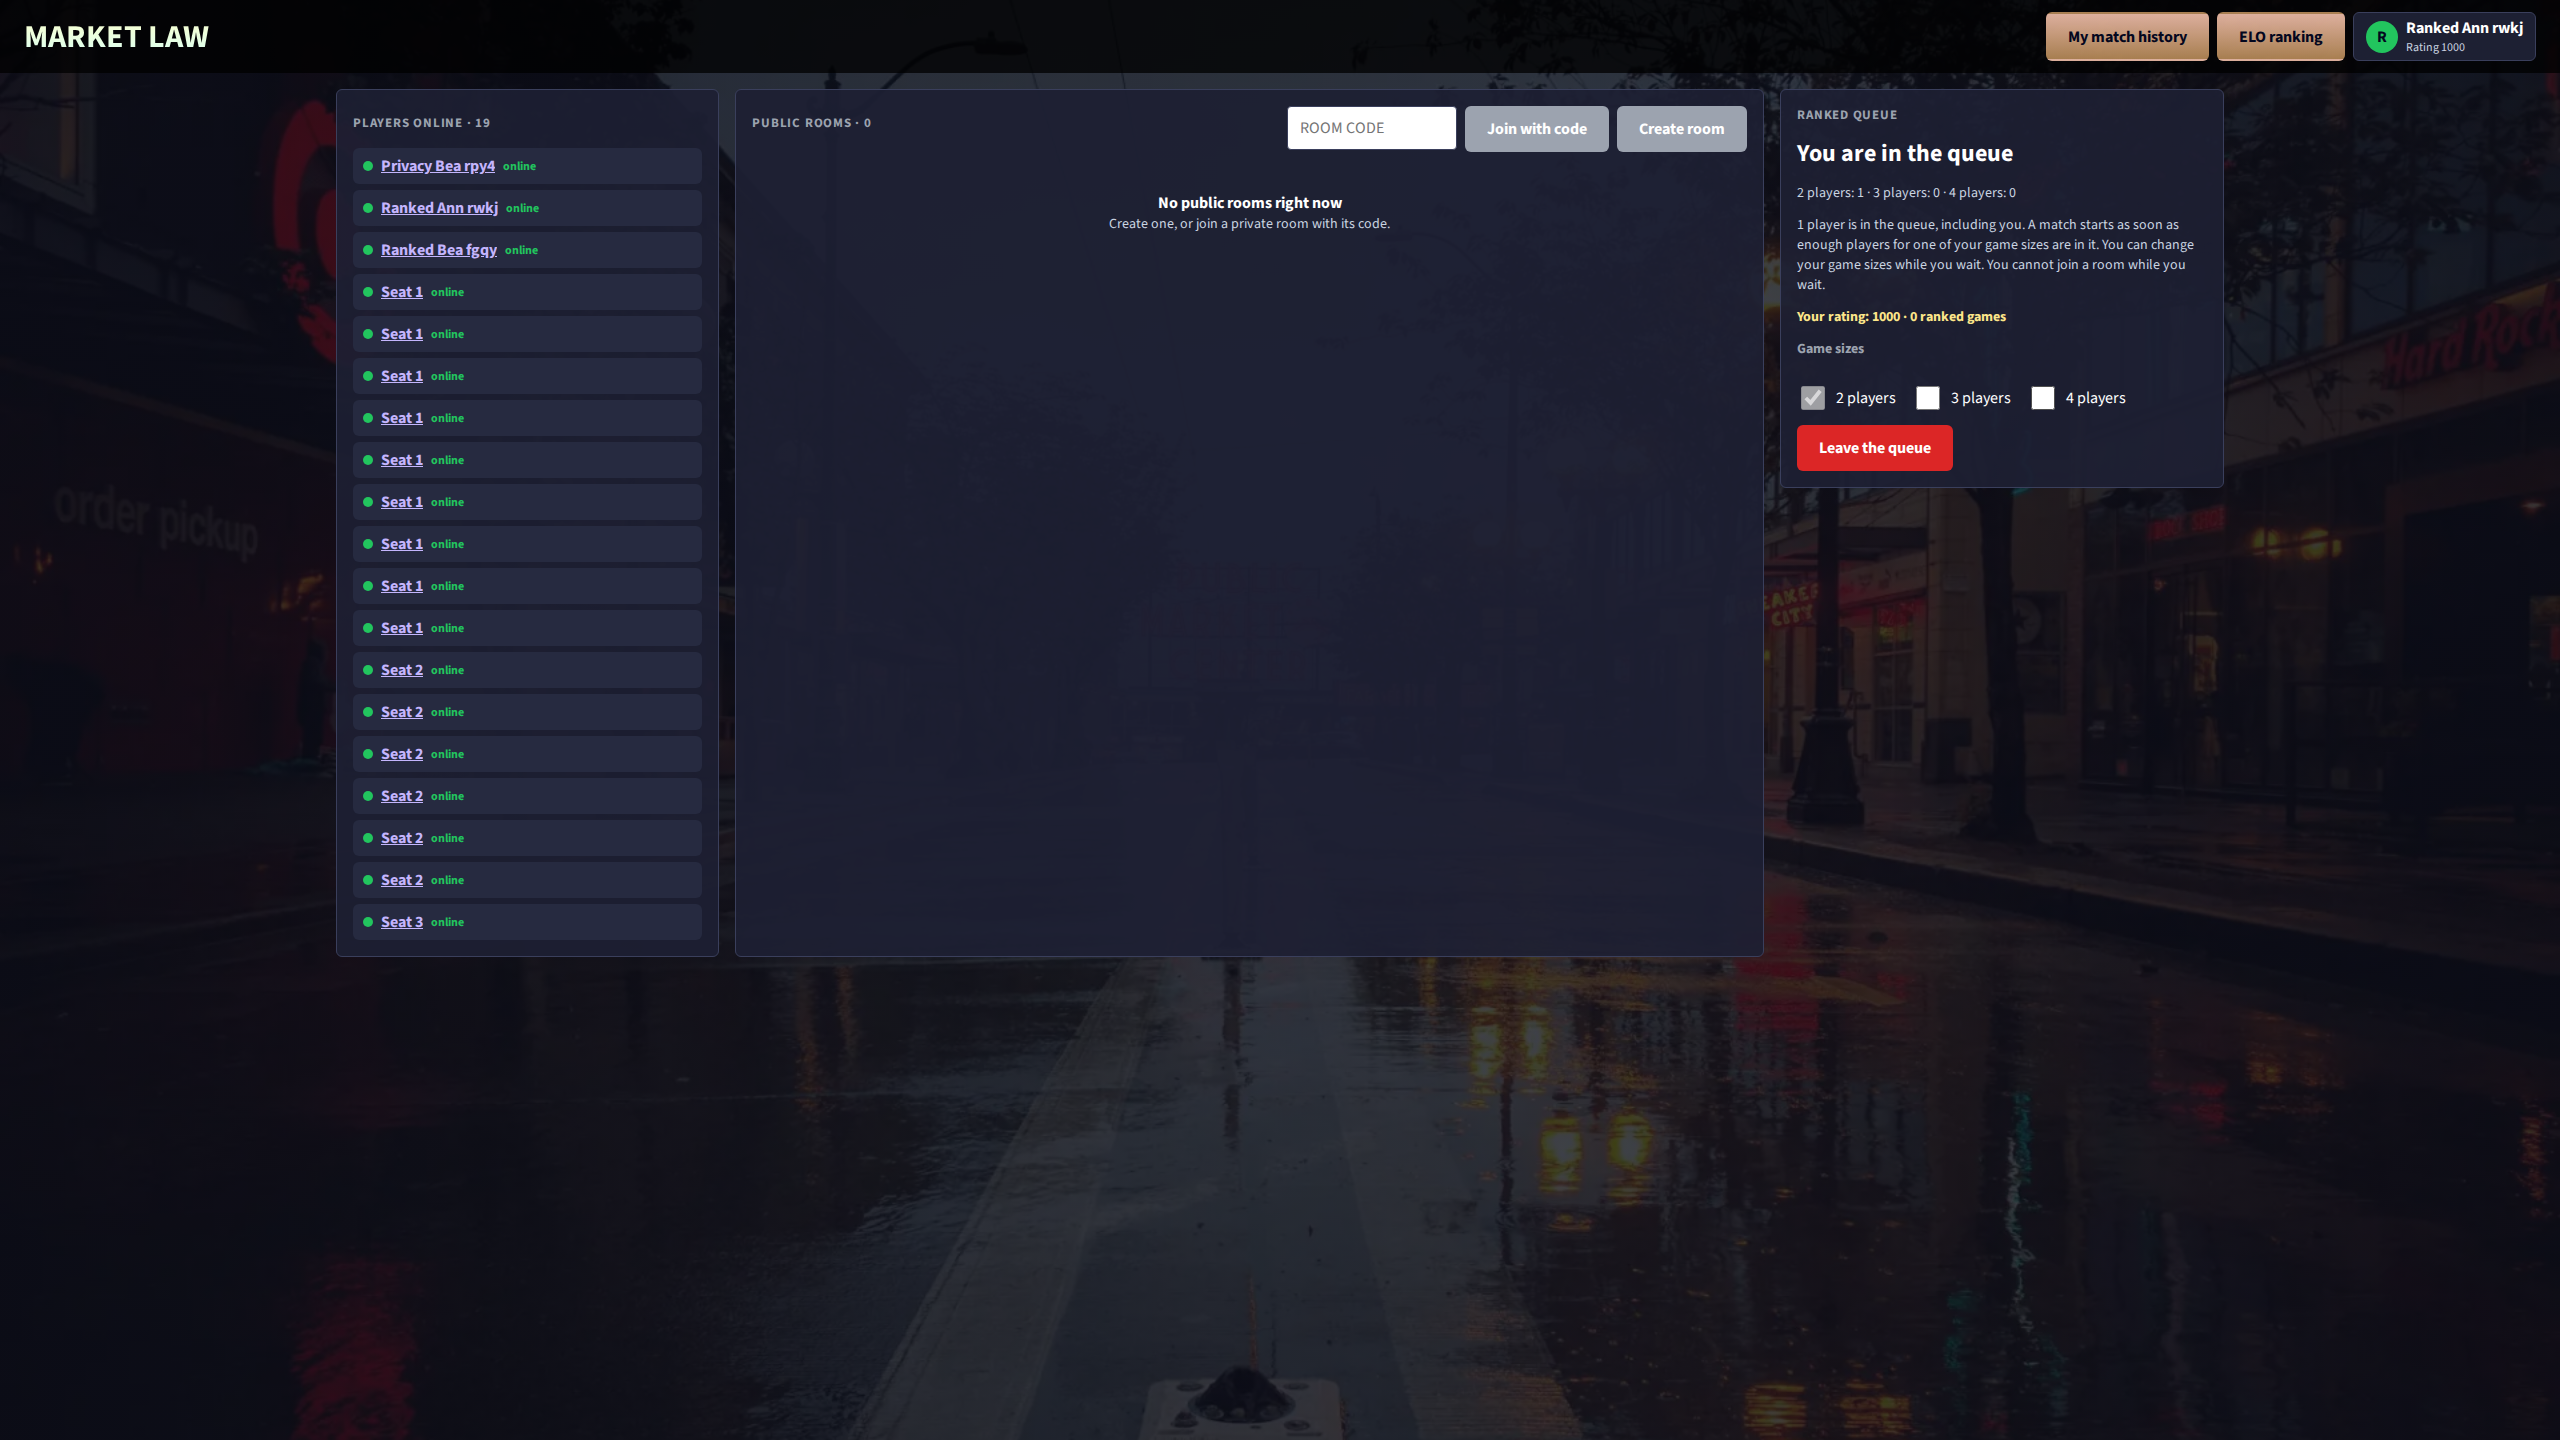 MARKET LAW
My match history
ELO ranking
R
Ranked Ann rwkj
Rating 1000
PLAYERS ONLINE · 19
Privacy Bea rpy4 online
Ranked Ann rwkj online
Ranked Bea fgqy online
Seat 1 online
Seat 1 online
Seat 1 online
Seat 1 online
Seat 1 online
Seat 1 online
Seat 1 online
Seat 1 online
Seat 1 online
Seat 2 online
Seat 2 online
Seat 2 online
Seat 2 online
Seat 2 online
Seat 2 online
Seat 3 online
PUBLIC ROOMS · 0
ROOM CODE
Join with code
Create room
No public rooms right now
Create one, or join a private room with its code.
RANKED QUEUE
You are in the queue
2 players: 1 · 3 players: 0 · 4 players: 0
1 player is in the queue, including you. A match starts as soon as
enough players for one of your game sizes are in it. You can change
your game sizes while you wait. You cannot join a room while you
wait.
Your rating: 1000 · 0 ranked games
Game sizes
2 players
3 players
4 players
Leave the queue
order pickup
Hard Rock
CITY